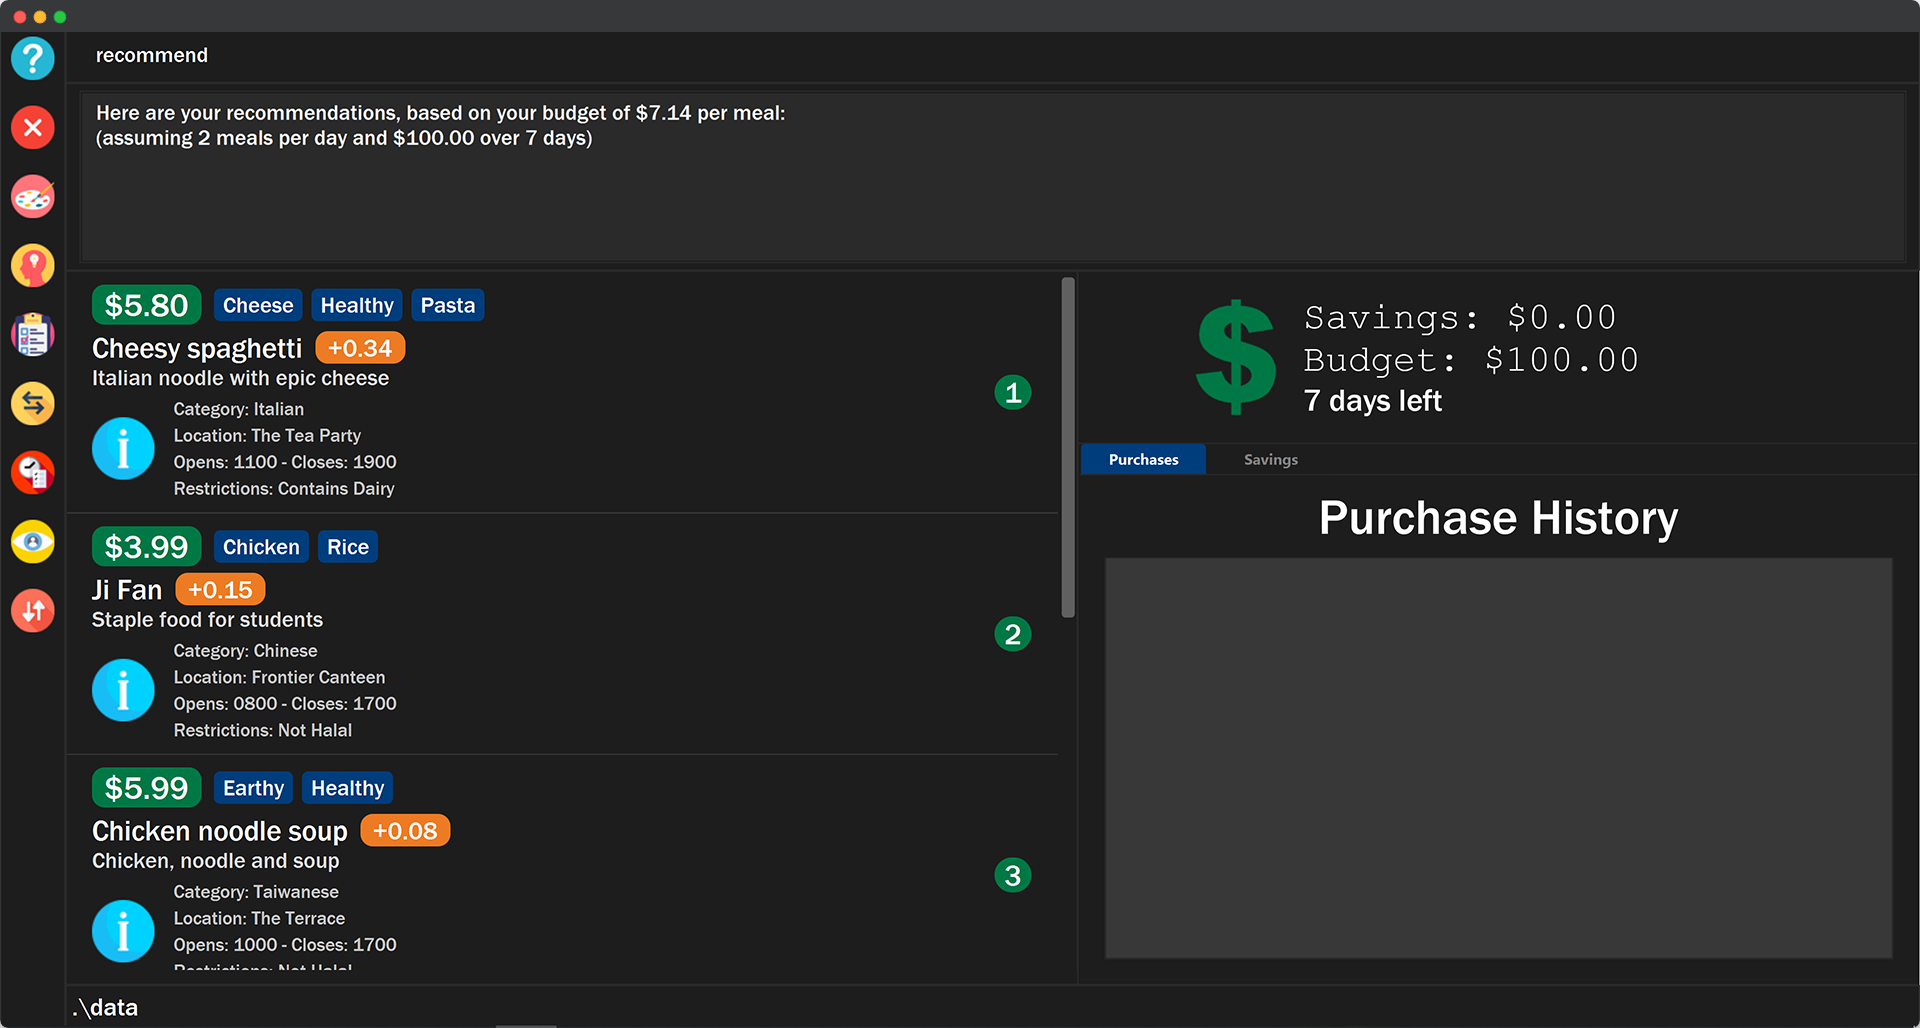 recommend
Here are your recommendations, based on your budget of $7.14 per meal:
(assuming 2 meals per day and $100.00 over 7 days)
$5.80 Cheese Healthy Pasta
Cheesy spaghetti +0.34
Italian noodle with epic cheese
1
Category: Italian
Location: The Tea Party
Opens: 1100 - Closes: 1900
Restrictions: Contains Dairy
$3.99 Chicken Rice
Ji Fan +0.15
Staple food for students
2
Category: Chinese
Location: Frontier Canteen
Opens: 0800 - Closes: 1700
Restrictions: Not Halal
$5.99 Earthy Healthy
Chicken noodle soup +0.08
Chicken, noodle and soup
3
Category: Taiwanese
Location: The Terrace
Opens: 1000 - Closes: 1700
Restrictions: Not Halal
$
Savings: $0.00
Budget: $100.00
7 days left
Purchases Savings
Purchase History
.\data